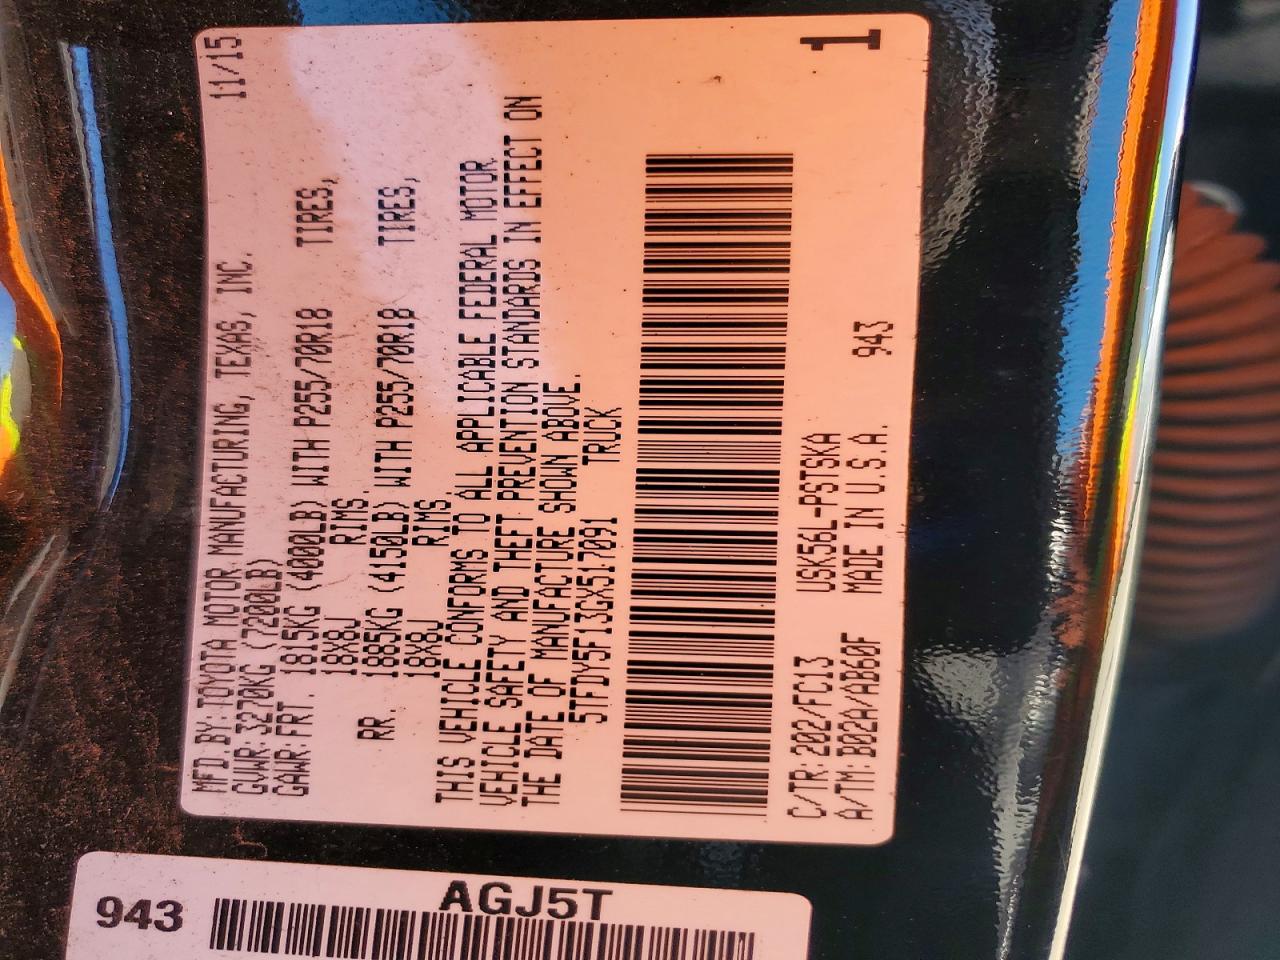 MFD. BY: TOYOTA MOTOR MANUFACTURING, TEXAS, INC. 11/15
GVWR: 3270KG (7200LB)
GAWR: FRT. 1815KG (4000LB) WITH P255/70R18 TIRES,
18X8J RIMS.
RR 1885KG (4150LB) WITH P255/70R18 TIRES,
18X8J RIMS.
THIS VEHICLE CONFORMS TO ALL APPLICABLE FEDERAL MOTOR
VEHICLE SAFETY AND THEFT PREVENTION STANDARDS IN EFFECT ON
THE DATE OF MANUFACTURE SHOWN ABOVE.
5TFDY5F13GX517091 TRUCK
C/TR: 202/FC13 USK56L-PSTSKA
A/TM: B02A/AB60F MADE IN U.S.A. 943
1
943 AGJ5T